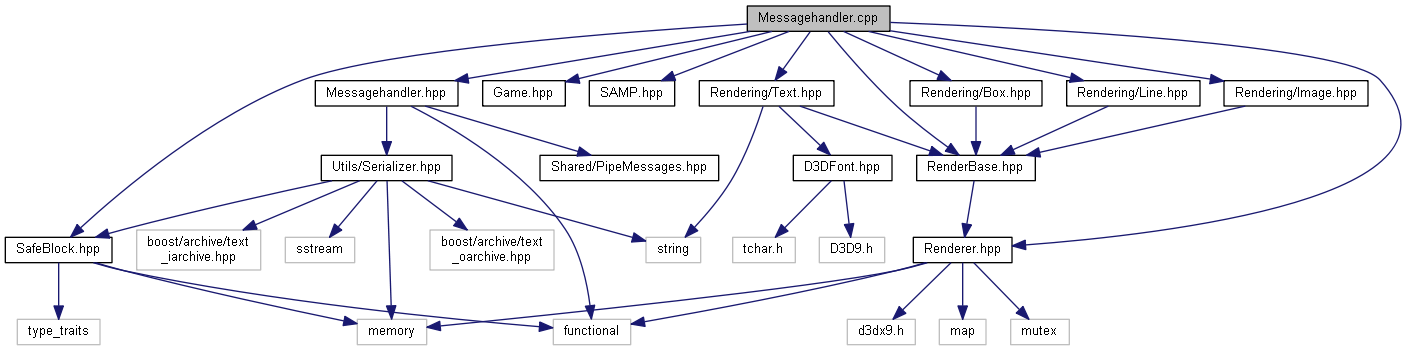 Messagehandler.cpp
Messagehandler.hpp
Game.hpp
SAMP.hpp
Rendering/Text.hpp
Rendering/Box.hpp
Rendering/Line.hpp
Rendering/Image.hpp
Utils/Serializer.hpp
Shared/PipeMessages.hpp
D3DFont.hpp
RenderBase.hpp
SafeBlock.hpp
boost/archive/text
_iarchive.hpp
sstream
boost/archive/text
_oarchive.hpp
string
tchar.h
D3D9.h
Renderer.hpp
type_traits
memory
functional
d3dx9.h
map
mutex